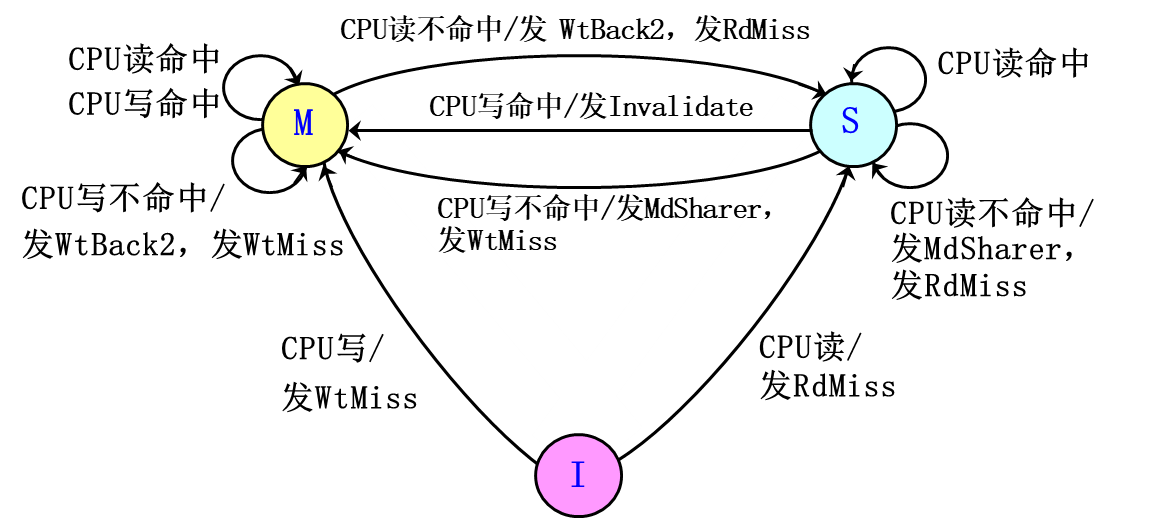 CPU读不命中/发 WtBack2，发RdMiss
CPU读命中
CPU写命中
CPU读命中
CPU写命中/发Invalidate
M
S
CPU写不命中/
发WtBack2，发WtMiss
CPU写不命中/发MdSharer，
发WtMiss
CPU读不命中/
发MdSharer，
发RdMiss
CPU写/
发WtMiss
CPU读/
发RdMiss
I